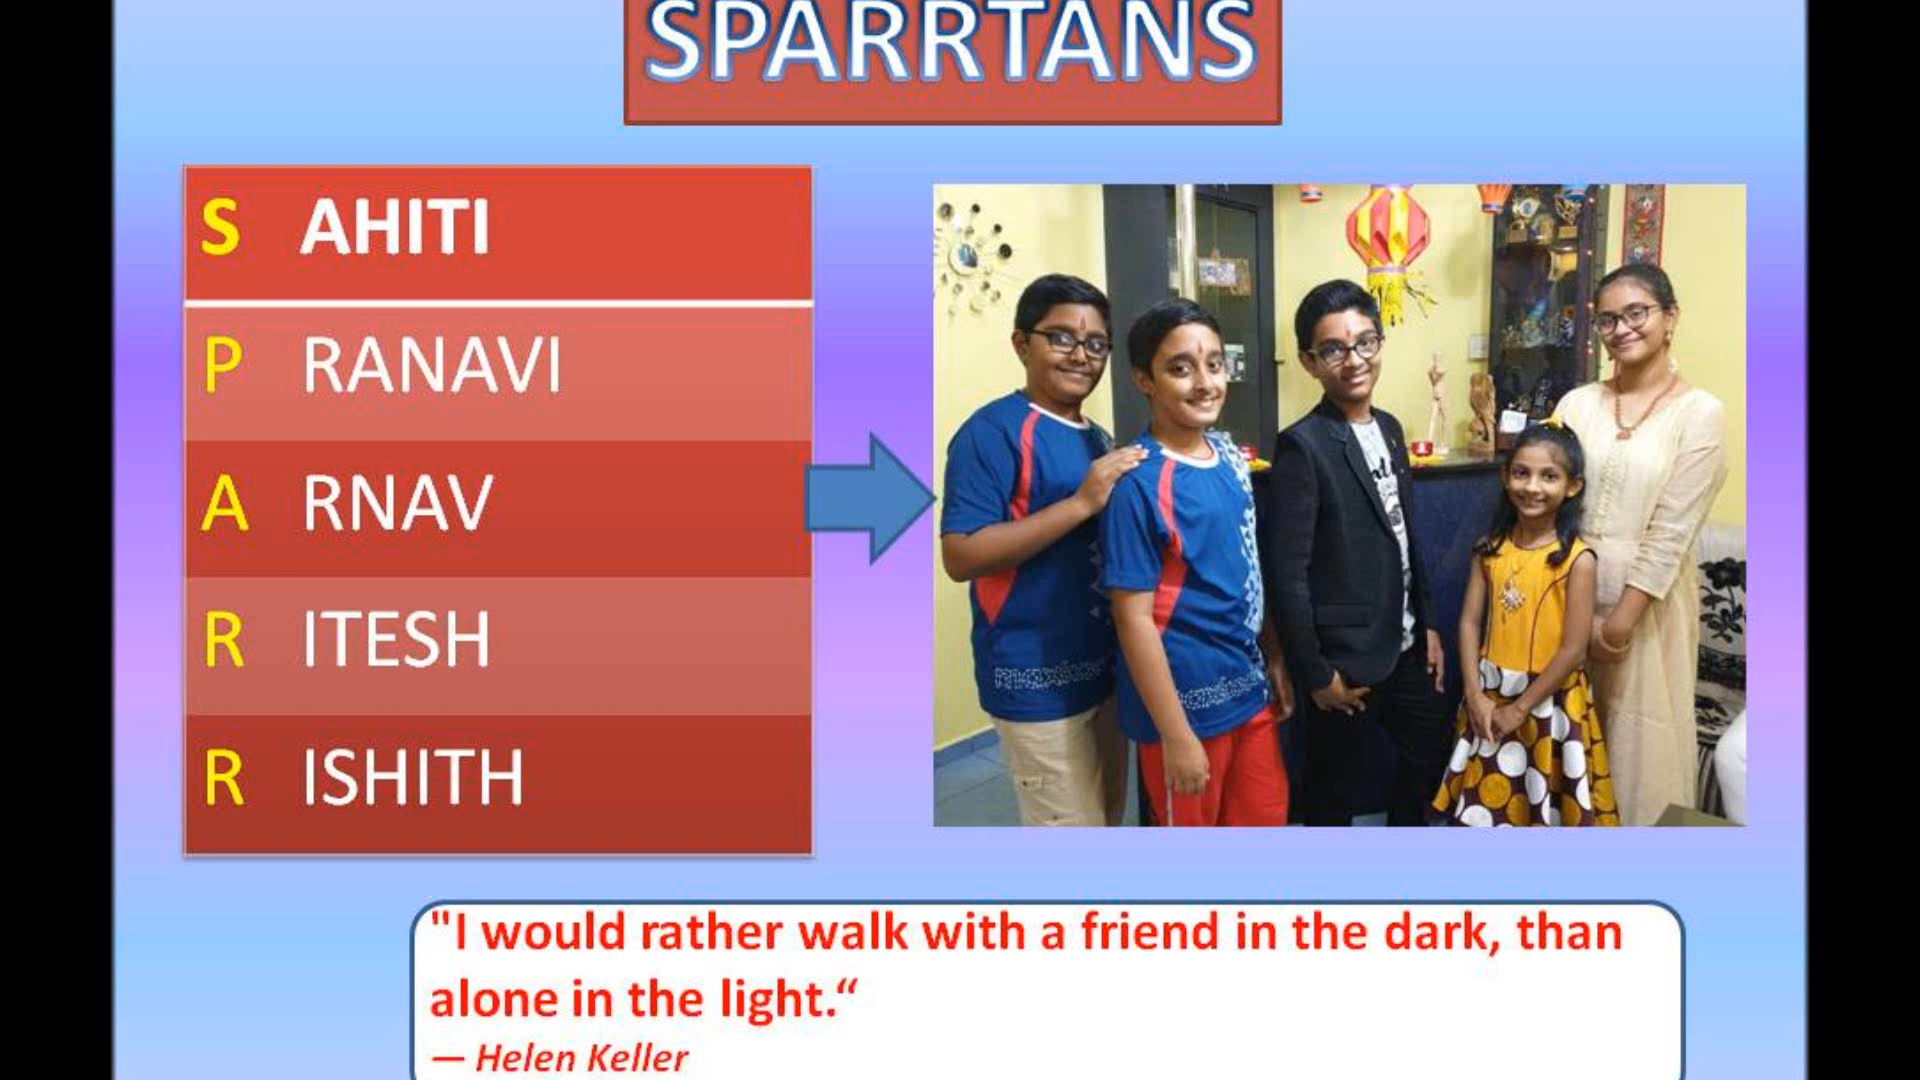 SPARRTANS
S AHITI
P RANAVI
A RNAV
R ITESH
R ISHITH
"I would rather walk with a friend in the dark, than
alone in the light.“
— Helen Keller